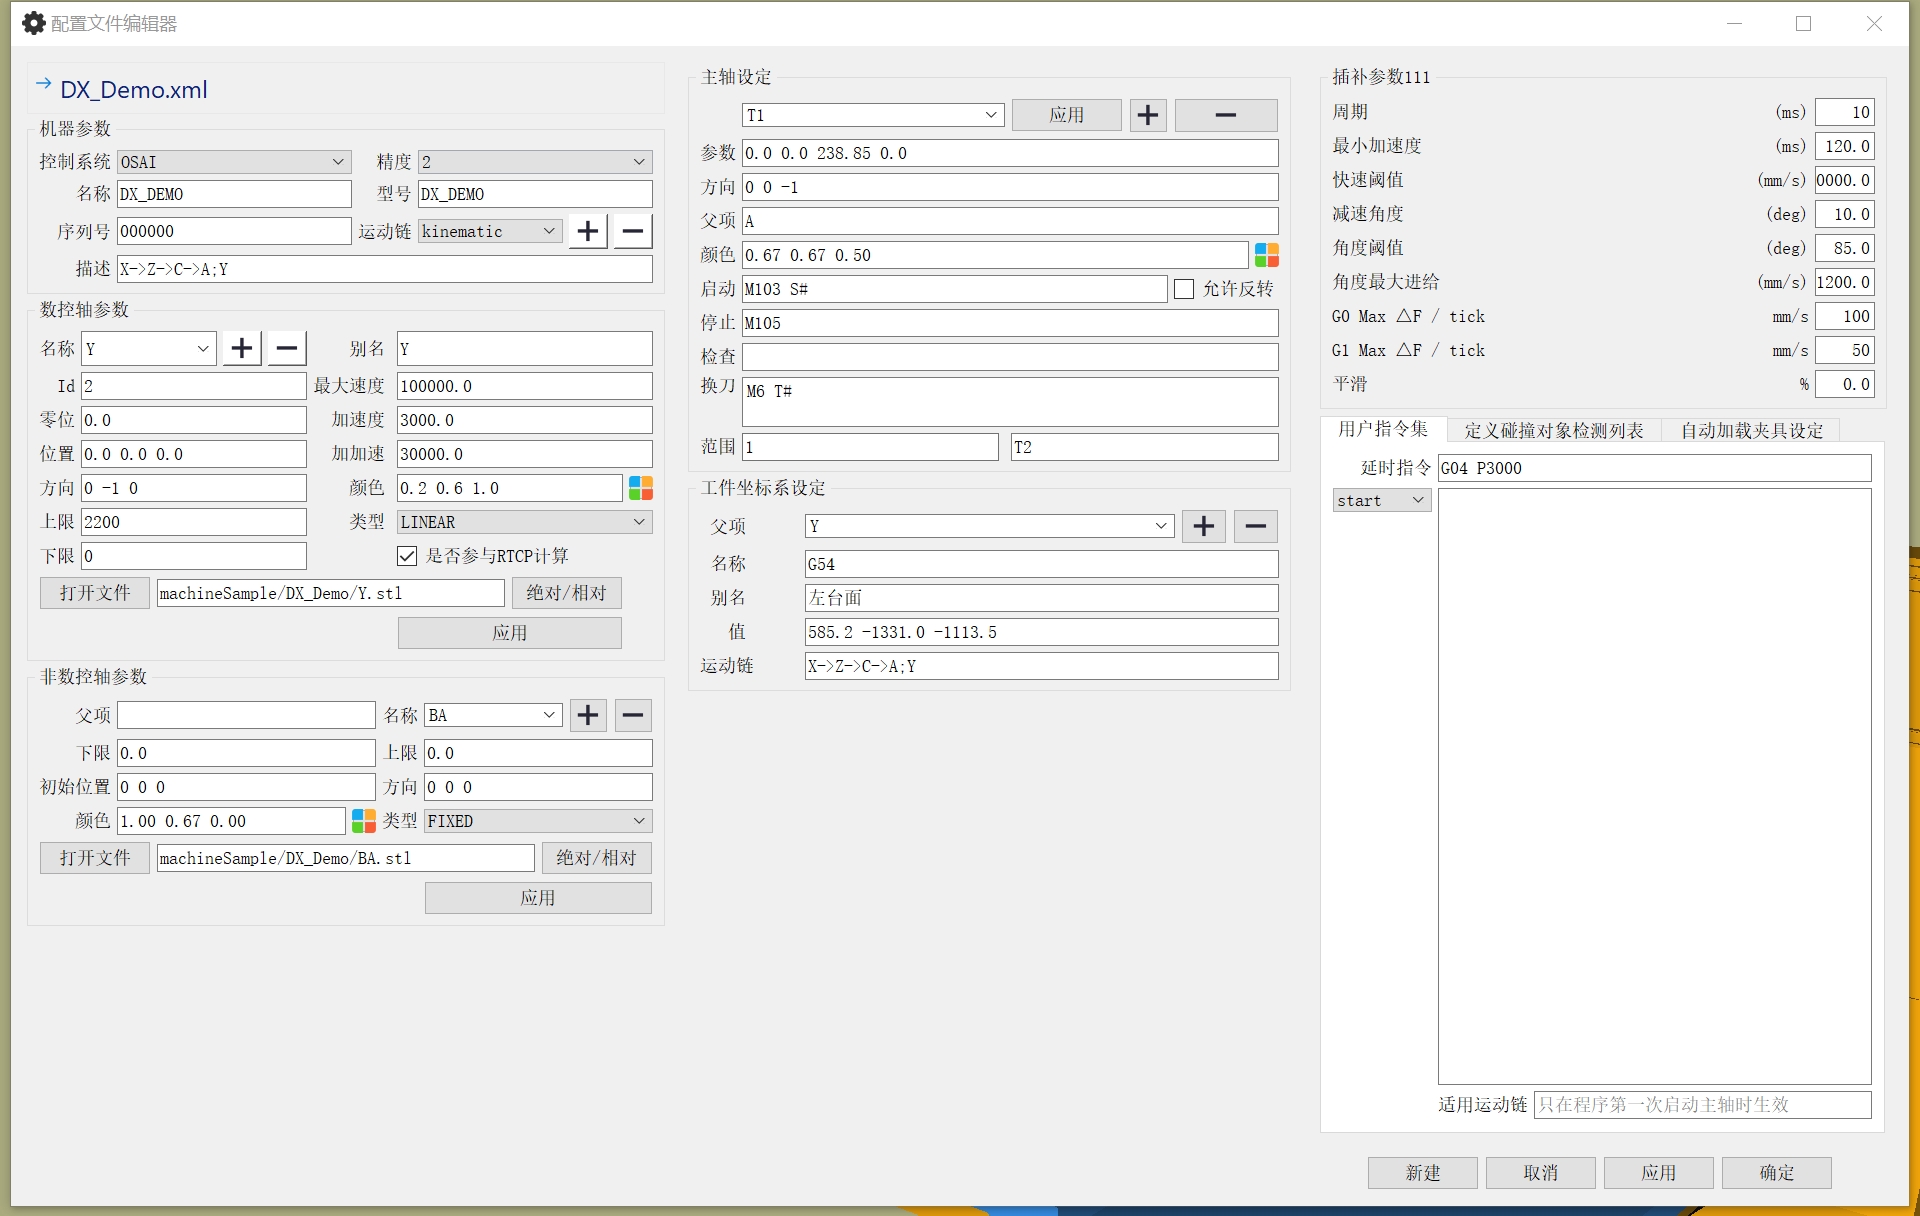 配置文件编辑器
DX_Demo.xml
机器参数
控制系统 OSAI 精度 2
名称 DX_DEMO 型号 DX_DEMO
序列号 000000 运动链 kinematic
描述 X->Z->C->A;Y
数控轴参数
名称 Y 别名 Y
Id 2 最大速度 100000.0
零位 0.0 加速度 3000.0
位置 0.0 0.0 0.0 加加速 30000.0
方向 0 -1 0 颜色 0.2 0.6 1.0
上限 2200 类型 LINEAR
下限 0 是否参与RTCP计算
打开文件 machineSample/DX_Demo/Y.stl 绝对/相对
应用
非数控轴参数
父项 名称 BA
下限 0.0 上限 0.0
初始位置 0 0 0 方向 0 0 0
颜色 1.00 0.67 0.00 类型 FIXED
打开文件 machineSample/DX_Demo/BA.stl 绝对/相对
应用
主轴设定
T1 应用
参数 0.0 0.0 238.85 0.0
方向 0 0 -1
父项 A
颜色 0.67 0.67 0.50
启动 M103 S# 允许反转
停止 M105
检查
换刀 M6 T#
范围 1 T2
工件坐标系设定
父项 Y
名称 G54
别名 左台面
值 585.2 -1331.0 -1113.5
运动链 X->Z->C->A;Y
插补参数111
周期 (ms) 10
最小加速度 (ms) 120.0
快速阈值 (mm/s) 0000.0
减速角度 (deg) 10.0
角度阈值 (deg) 85.0
角度最大进给 (mm/s) 1200.0
G0 Max △F / tick mm/s 100
G1 Max △F / tick mm/s 50
平滑 % 0.0
用户指令集 定义碰撞对象检测列表 自动加载夹具设定
延时指令 G04 P3000
start
适用运动链 只在程序第一次启动主轴时生效
新建 取消 应用 确定